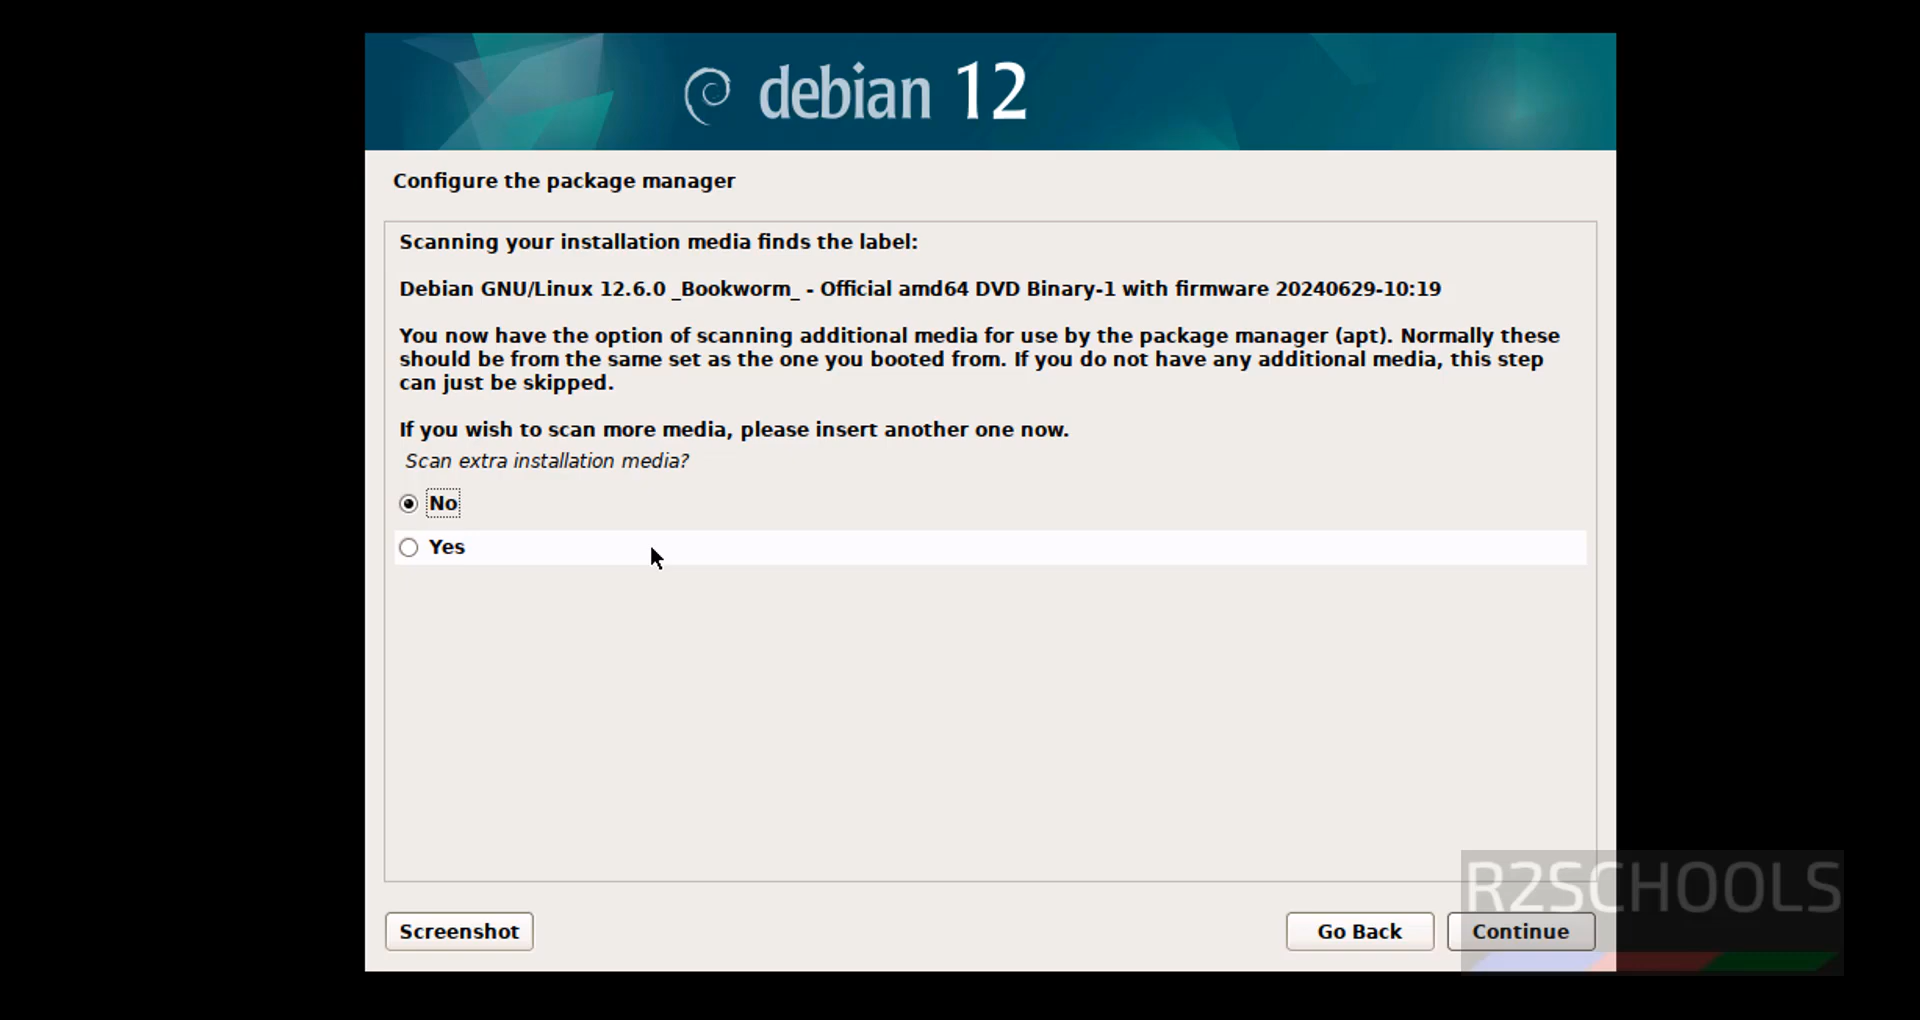 debian 12
Configure the package manager
Scanning your installation media finds the label:
Debian GNU/Linux 12.6.0 _Bookworm_ - Official amd64 DVD Binary-1 with firmware 20240629-10:19
You now have the option of scanning additional media for use by the package manager (apt). Normally these
should be from the same set as the one you booted from. If you do not have any additional media, this step
can just be skipped.
If you wish to scan more media, please insert another one now.
Scan extra installation media?
No
Yes
R2SCHOOLS
Screenshot
Go Back
Continue